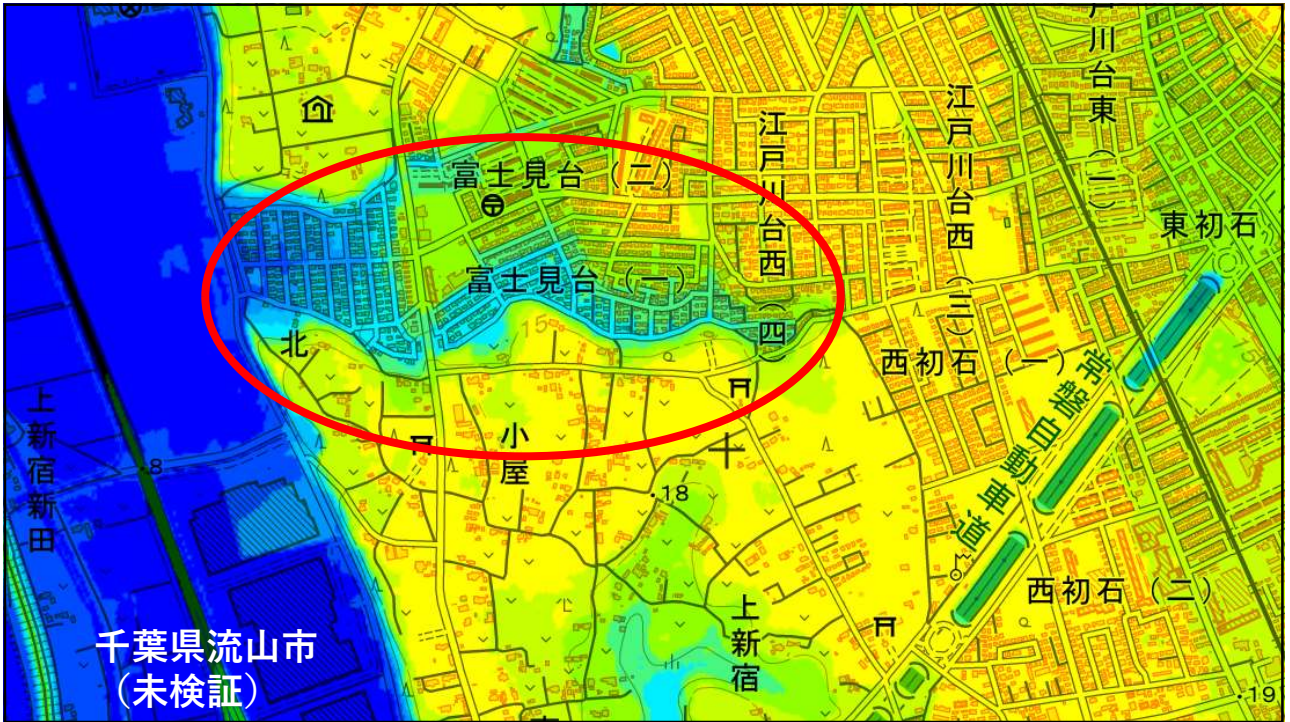 戸川台東（一）
江戸川台西（三）
江戸川台西（四）
富士見台（二）
東初石
富士見台（一）
15
北
西初石（一）
常磐自動車道
上新宿新田
・8
小屋
・18
15
西初石（二）
上新宿
千葉県流山市
（未検証）
・19